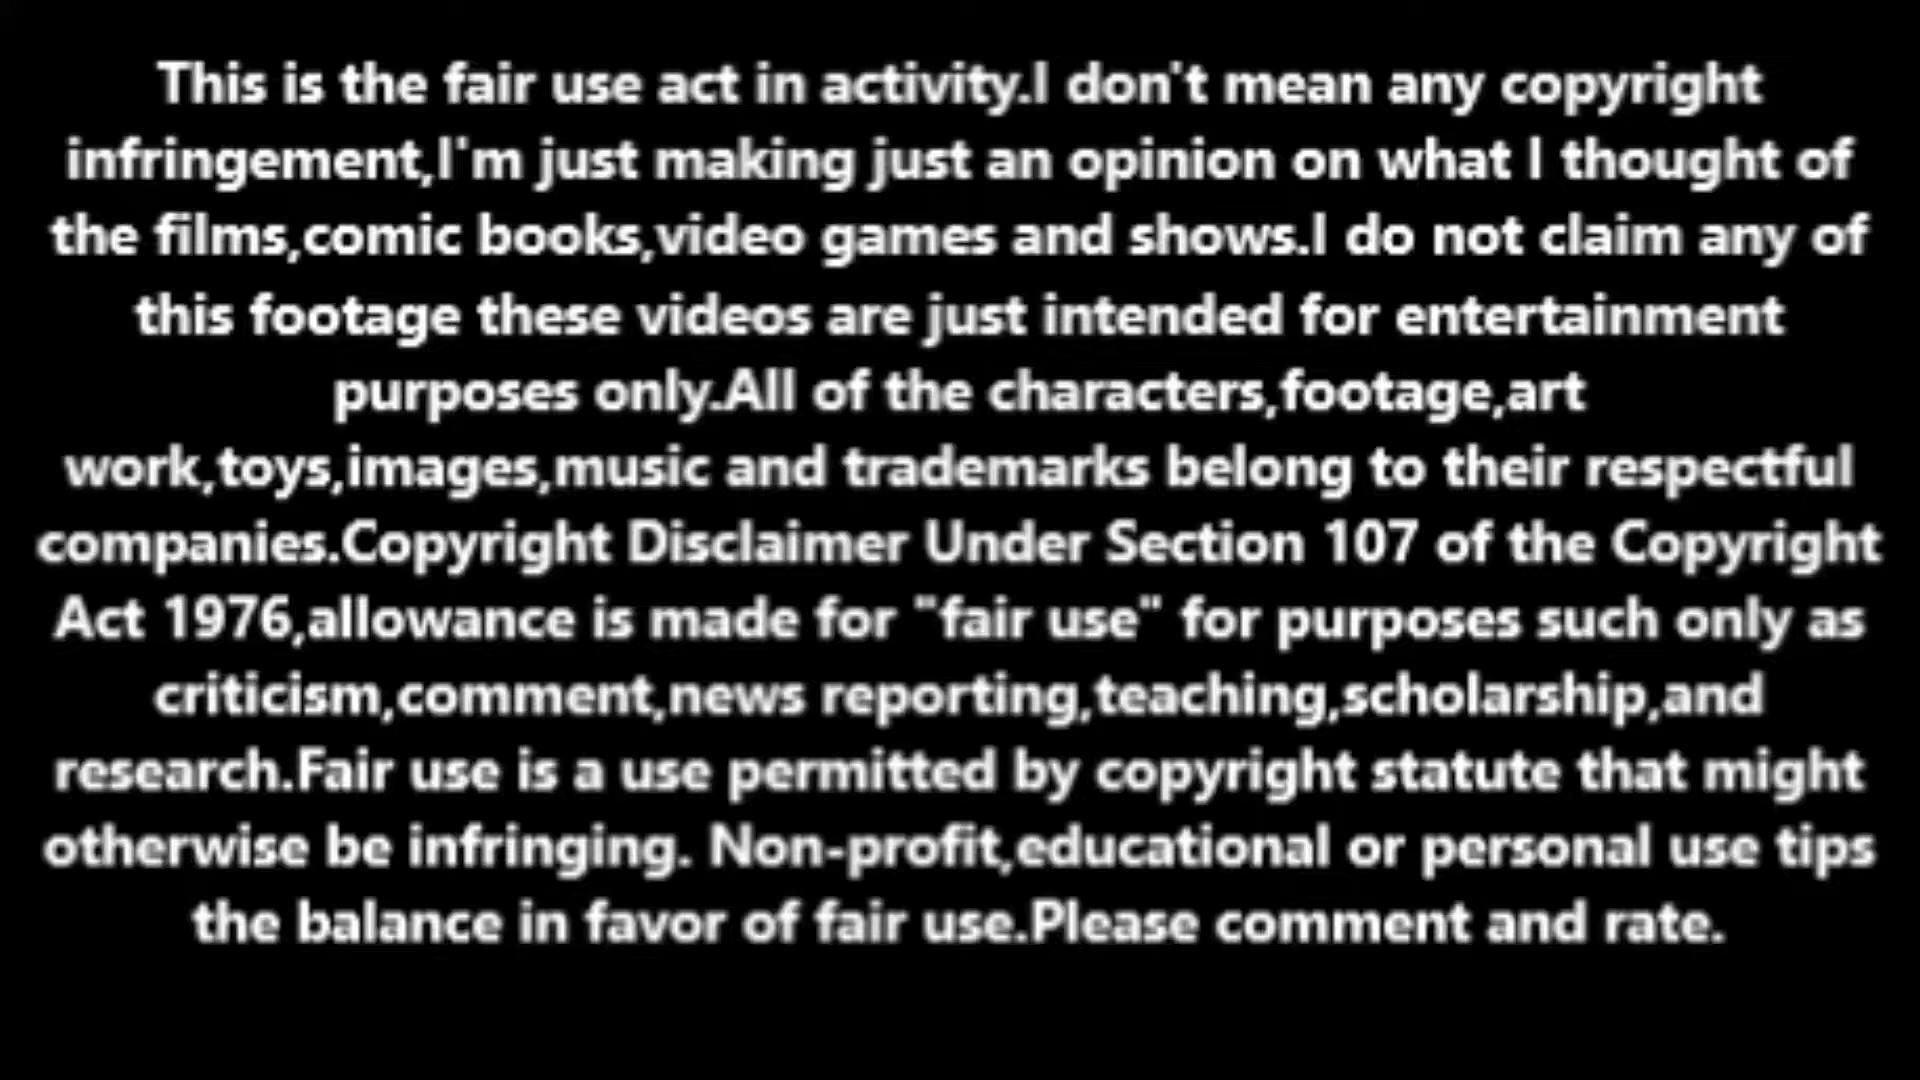 This is the fair use act in activity.I don't mean any copyright
infringement,I'm just making just an opinion on what I thought of
the films,comic books,video games and shows.I do not claim any of
this footage these videos are just intended for entertainment
purposes only.All of the characters,footage,art
work,toys,images,music and trademarks belong to their respectful
companies.Copyright Disclaimer Under Section 107 of the Copyright
Act 1976,allowance is made for "fair use" for purposes such only as
criticism,comment,news reporting,teaching,scholarship,and
research.Fair use is a use permitted by copyright statute that might
otherwise be infringing. Non-profit,educational or personal use tips
the balance in favor of fair use.Please comment and rate.